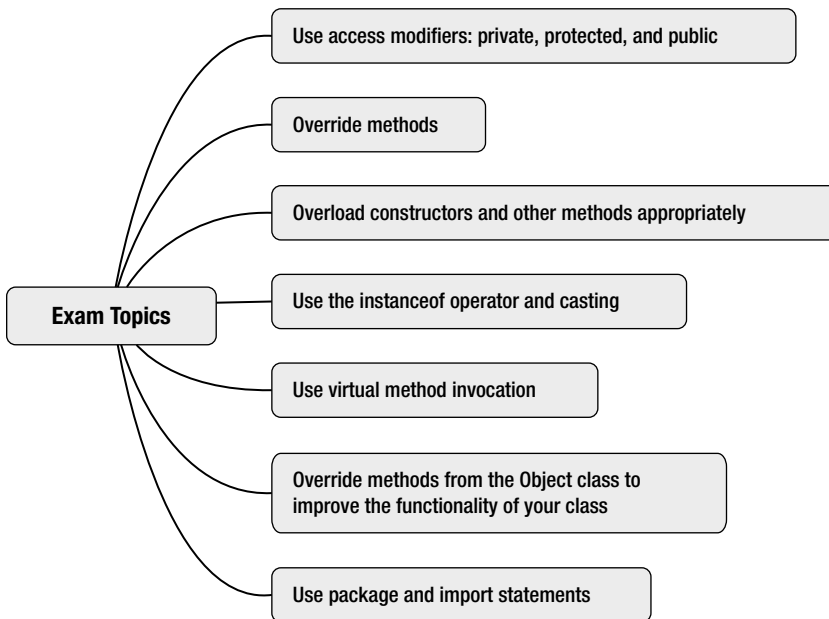 Use access modifiers: private, protected, and public
Override methods
Overload constructors and other methods appropriately
Exam Topics
Use the instanceof operator and casting
Use virtual method invocation
Override methods from the Object class to
improve the functionality of your class
Use package and import statements